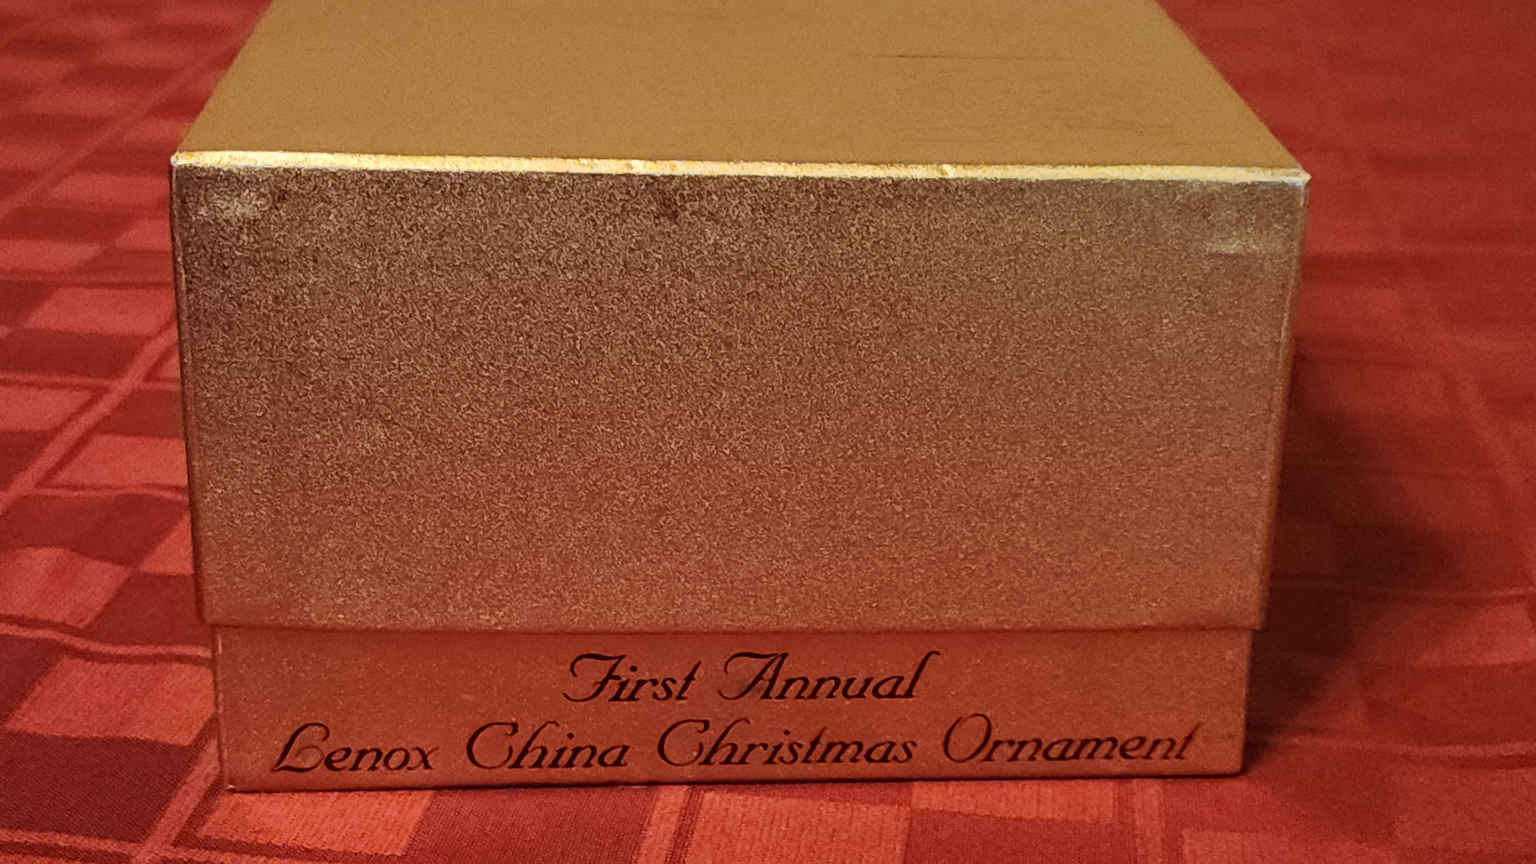 First Annual
Lenox China Christmas Ornament